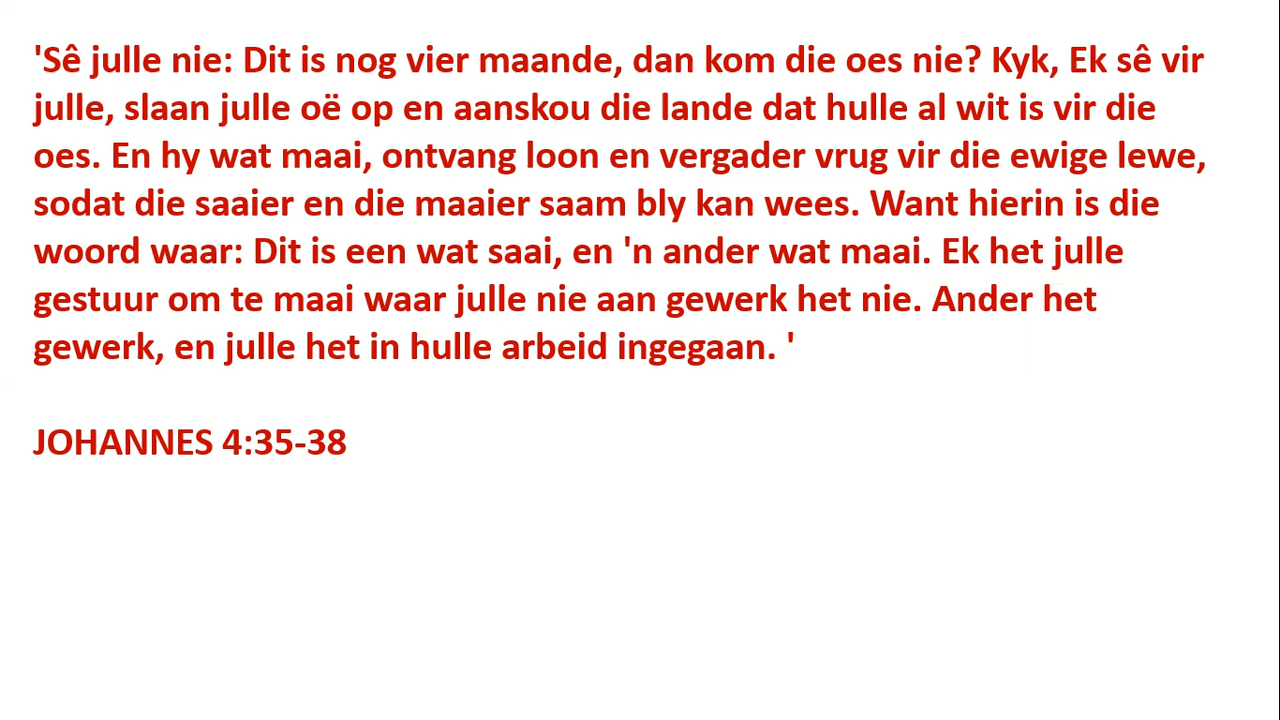 'Sê julle nie: Dit is nog vier maande, dan kom die oes nie? Kyk, Ek sê vir
julle, slaan julle oë op en aanskou die lande dat hulle al wit is vir die
oes. En hy wat maai, ontvang loon en vergader vrug vir die ewige lewe,
sodat die saaier en die maaier saam bly kan wees. Want hierin is die
woord waar: Dit is een wat saai, en 'n ander wat maai. Ek het julle
gestuur om te maai waar julle nie aan gewerk het nie. Ander het
gewerk, en julle het in hulle arbeid ingegaan. '
JOHANNES 4:35-38